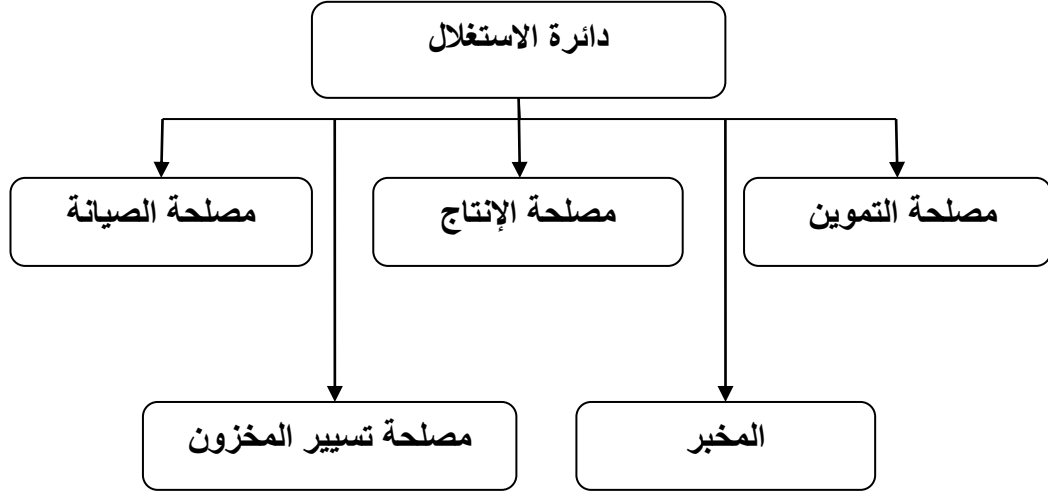 دائرة الاستغلال
مصلحة التموين
مصلحة الإنتاج
مصلحة الصيانة
المخبر
مصلحة تسيير المخزون